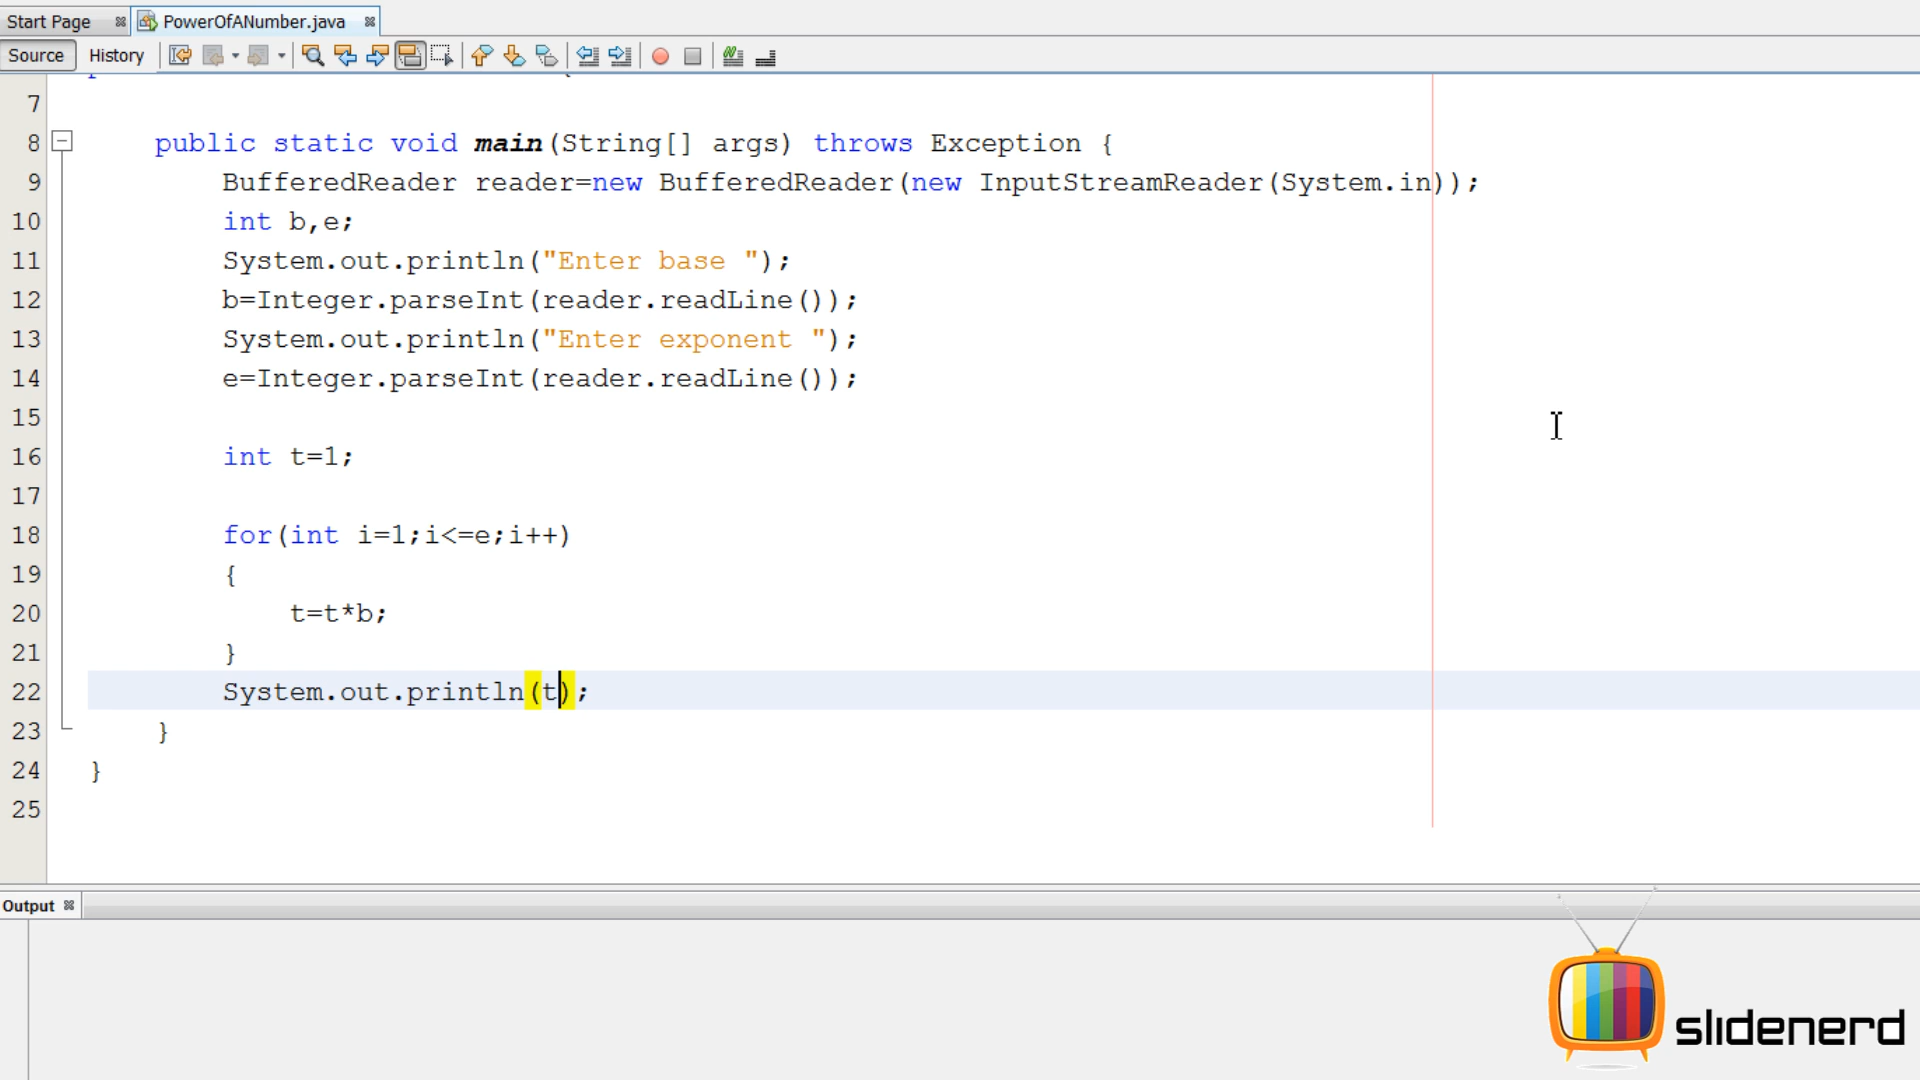 Start Page PowerOfANumber.java
Source History
7
8 public static void main(String[] args) throws Exception {
9 BufferedReader reader=new BufferedReader(new InputStreamReader(System.in));
10 int b,e;
11 System.out.println("Enter base ");
12 b=Integer.parseInt(reader.readLine());
13 System.out.println("Enter exponent ");
14 e=Integer.parseInt(reader.readLine());
15
16 int t=1;
17
18 for(int i=1;i<=e;i++)
19 {
20 t=t*b;
21 }
22 System.out.println(t);
23 }
24 }
25
Output
slidenerd